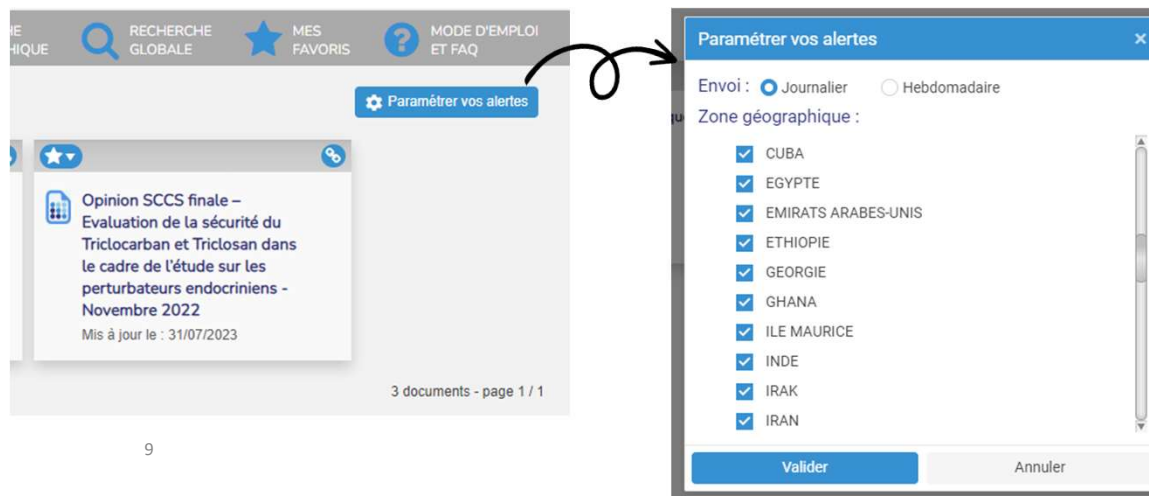 HE
HIQUE
RECHERCHE
GLOBALE
MES
FAVORIS
MODE D'EMPLOI
ET FAQ
Paramétrer vos alertes
Opinion SCCS finale –
Evaluation de la sécurité du
Triclocarban et Triclosan dans
le cadre de l'étude sur les
perturbateurs endocriniens -
Novembre 2022
Mis à jour le : 31/07/2023
3 documents - page 1 / 1
9
Paramétrer vos alertes
Envoi : Journalier Hebdomadaire
Zone géographique :
CUBA
EGYPTE
EMIRATS ARABES-UNIS
ETHIOPIE
GEORGIE
GHANA
ILE MAURICE
INDE
IRAK
IRAN
Valider Annuler